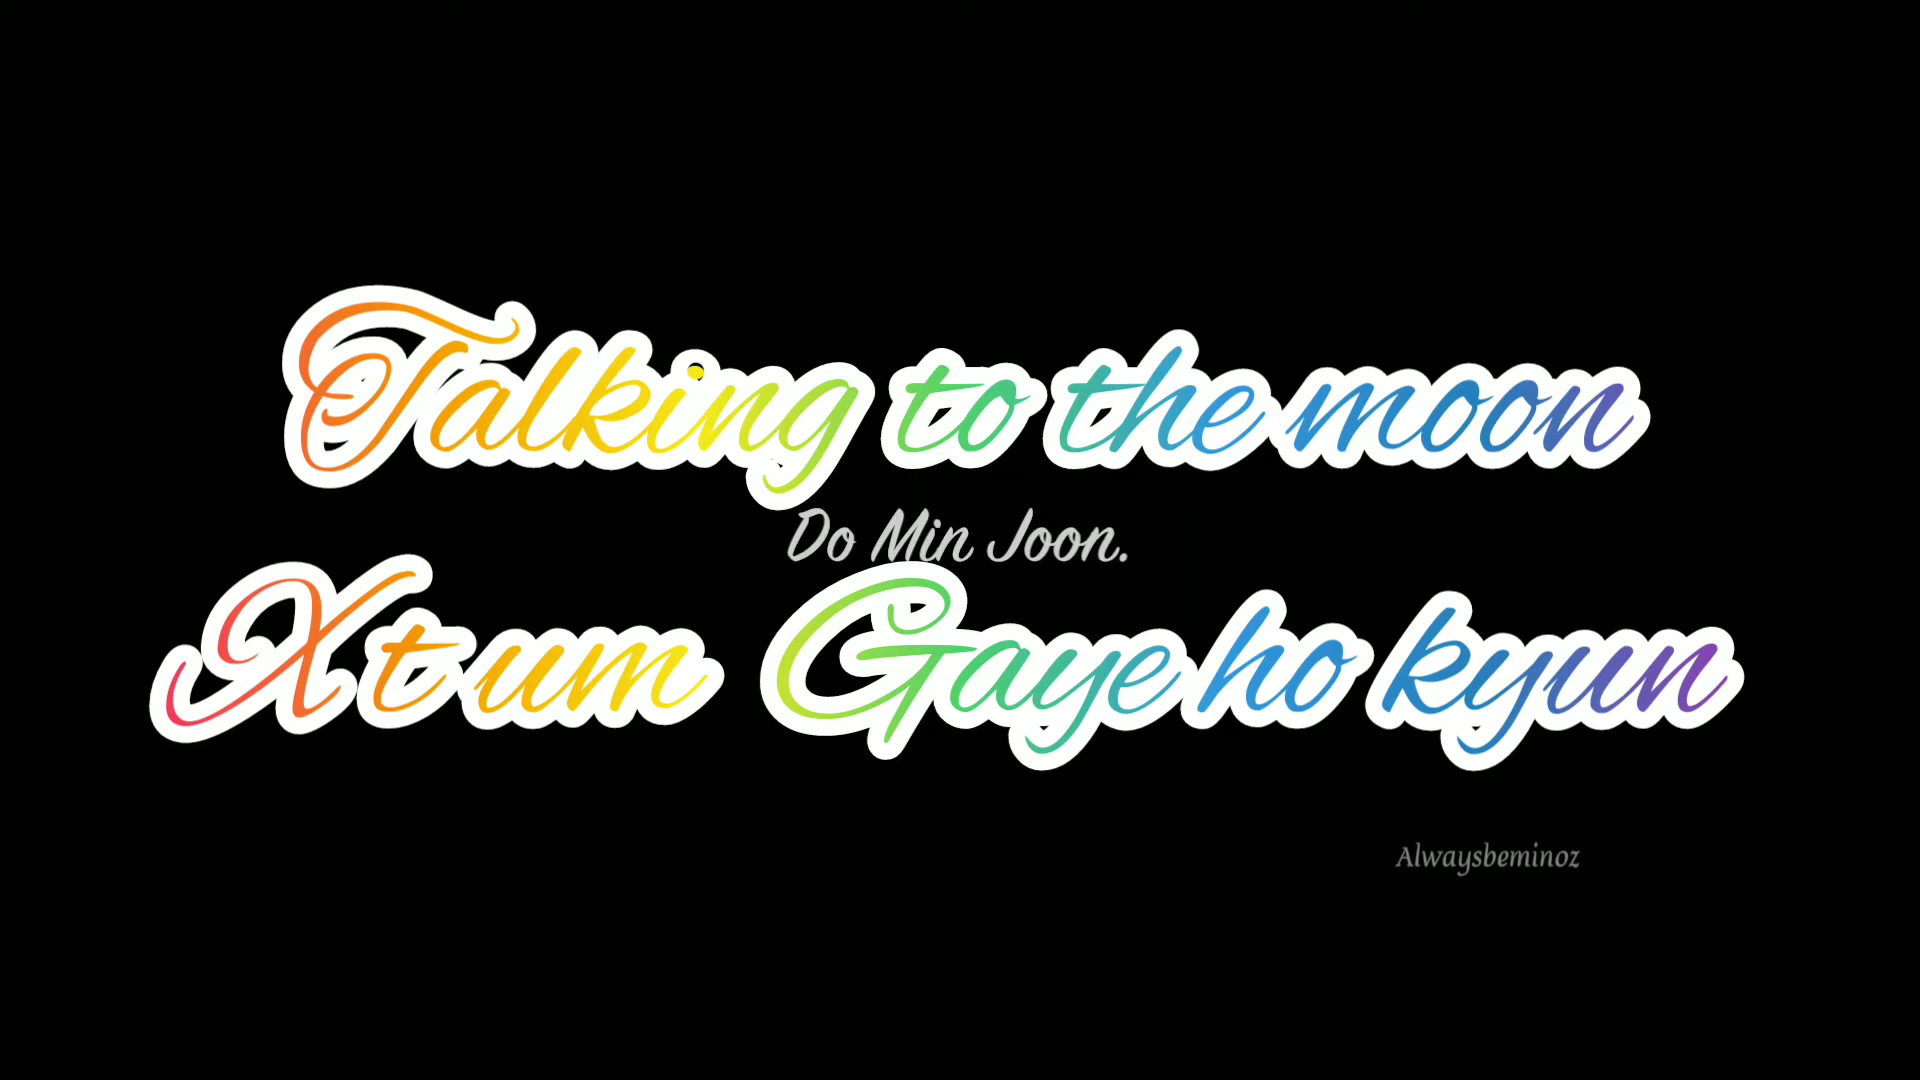 Talking to the moon
Do Min Joon.
X tum Gaye ho kyun
Alwaysbeminoz